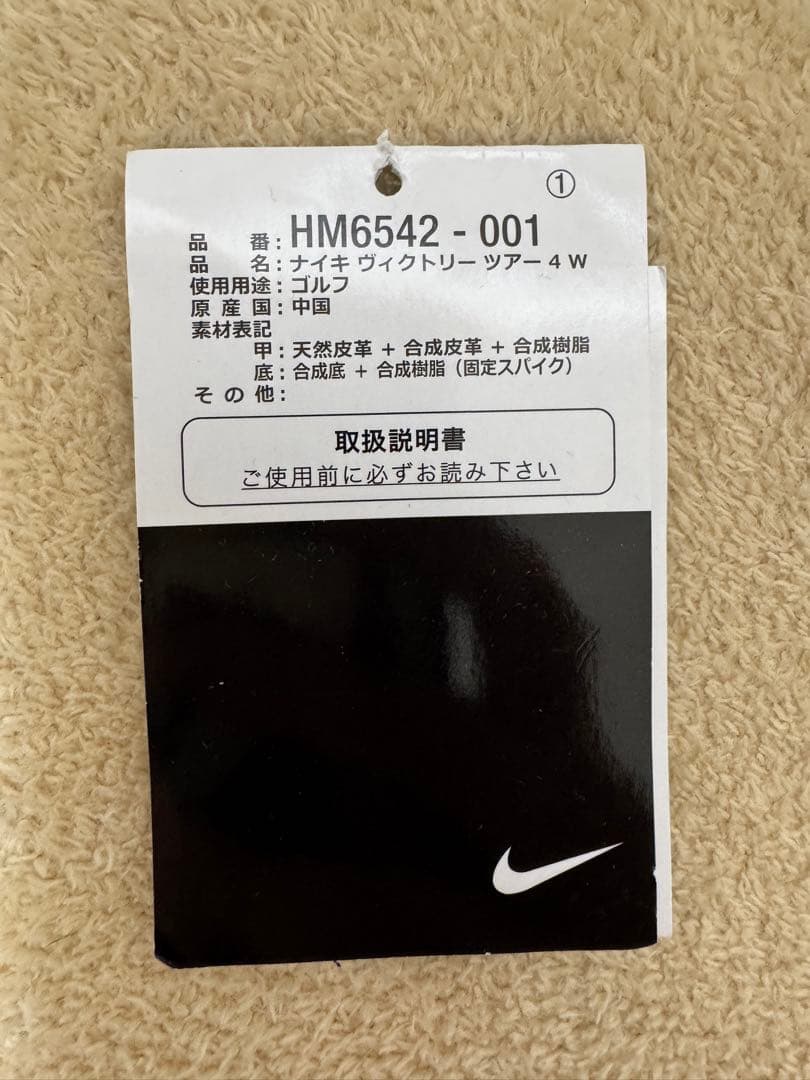 ①
品 番 : HM6542 - 001
品 名 : ナイキ ヴィクトリー ツアー 4 W
使用用途 : ゴルフ
原 産 国 : 中国
素材表記
甲 : 天然皮革 + 合成皮革 + 合成樹脂
底 : 合成底 + 合成樹脂 (固定スパイク)
そ の 他 :
取扱説明書
ご使用前に必ずお読み下さい